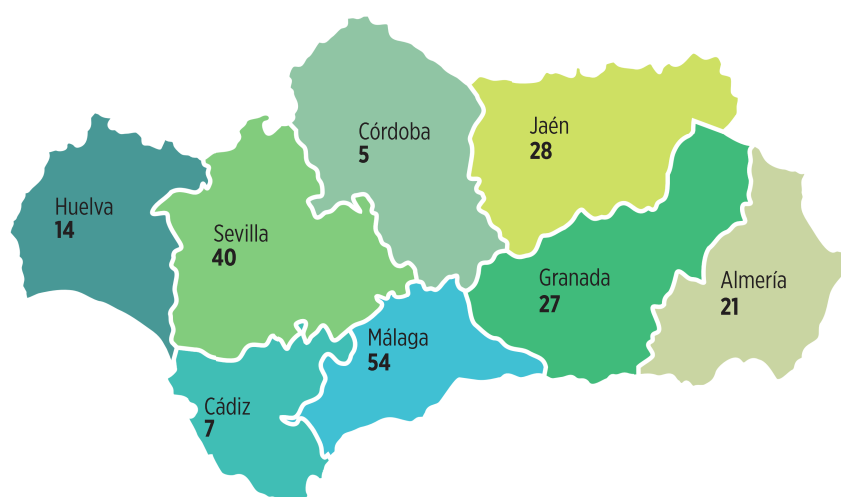 Córdoba
5
Jaén
28
Huelva
14
Sevilla
40
Granada
27
Almería
21
Málaga
54
Cádiz
7